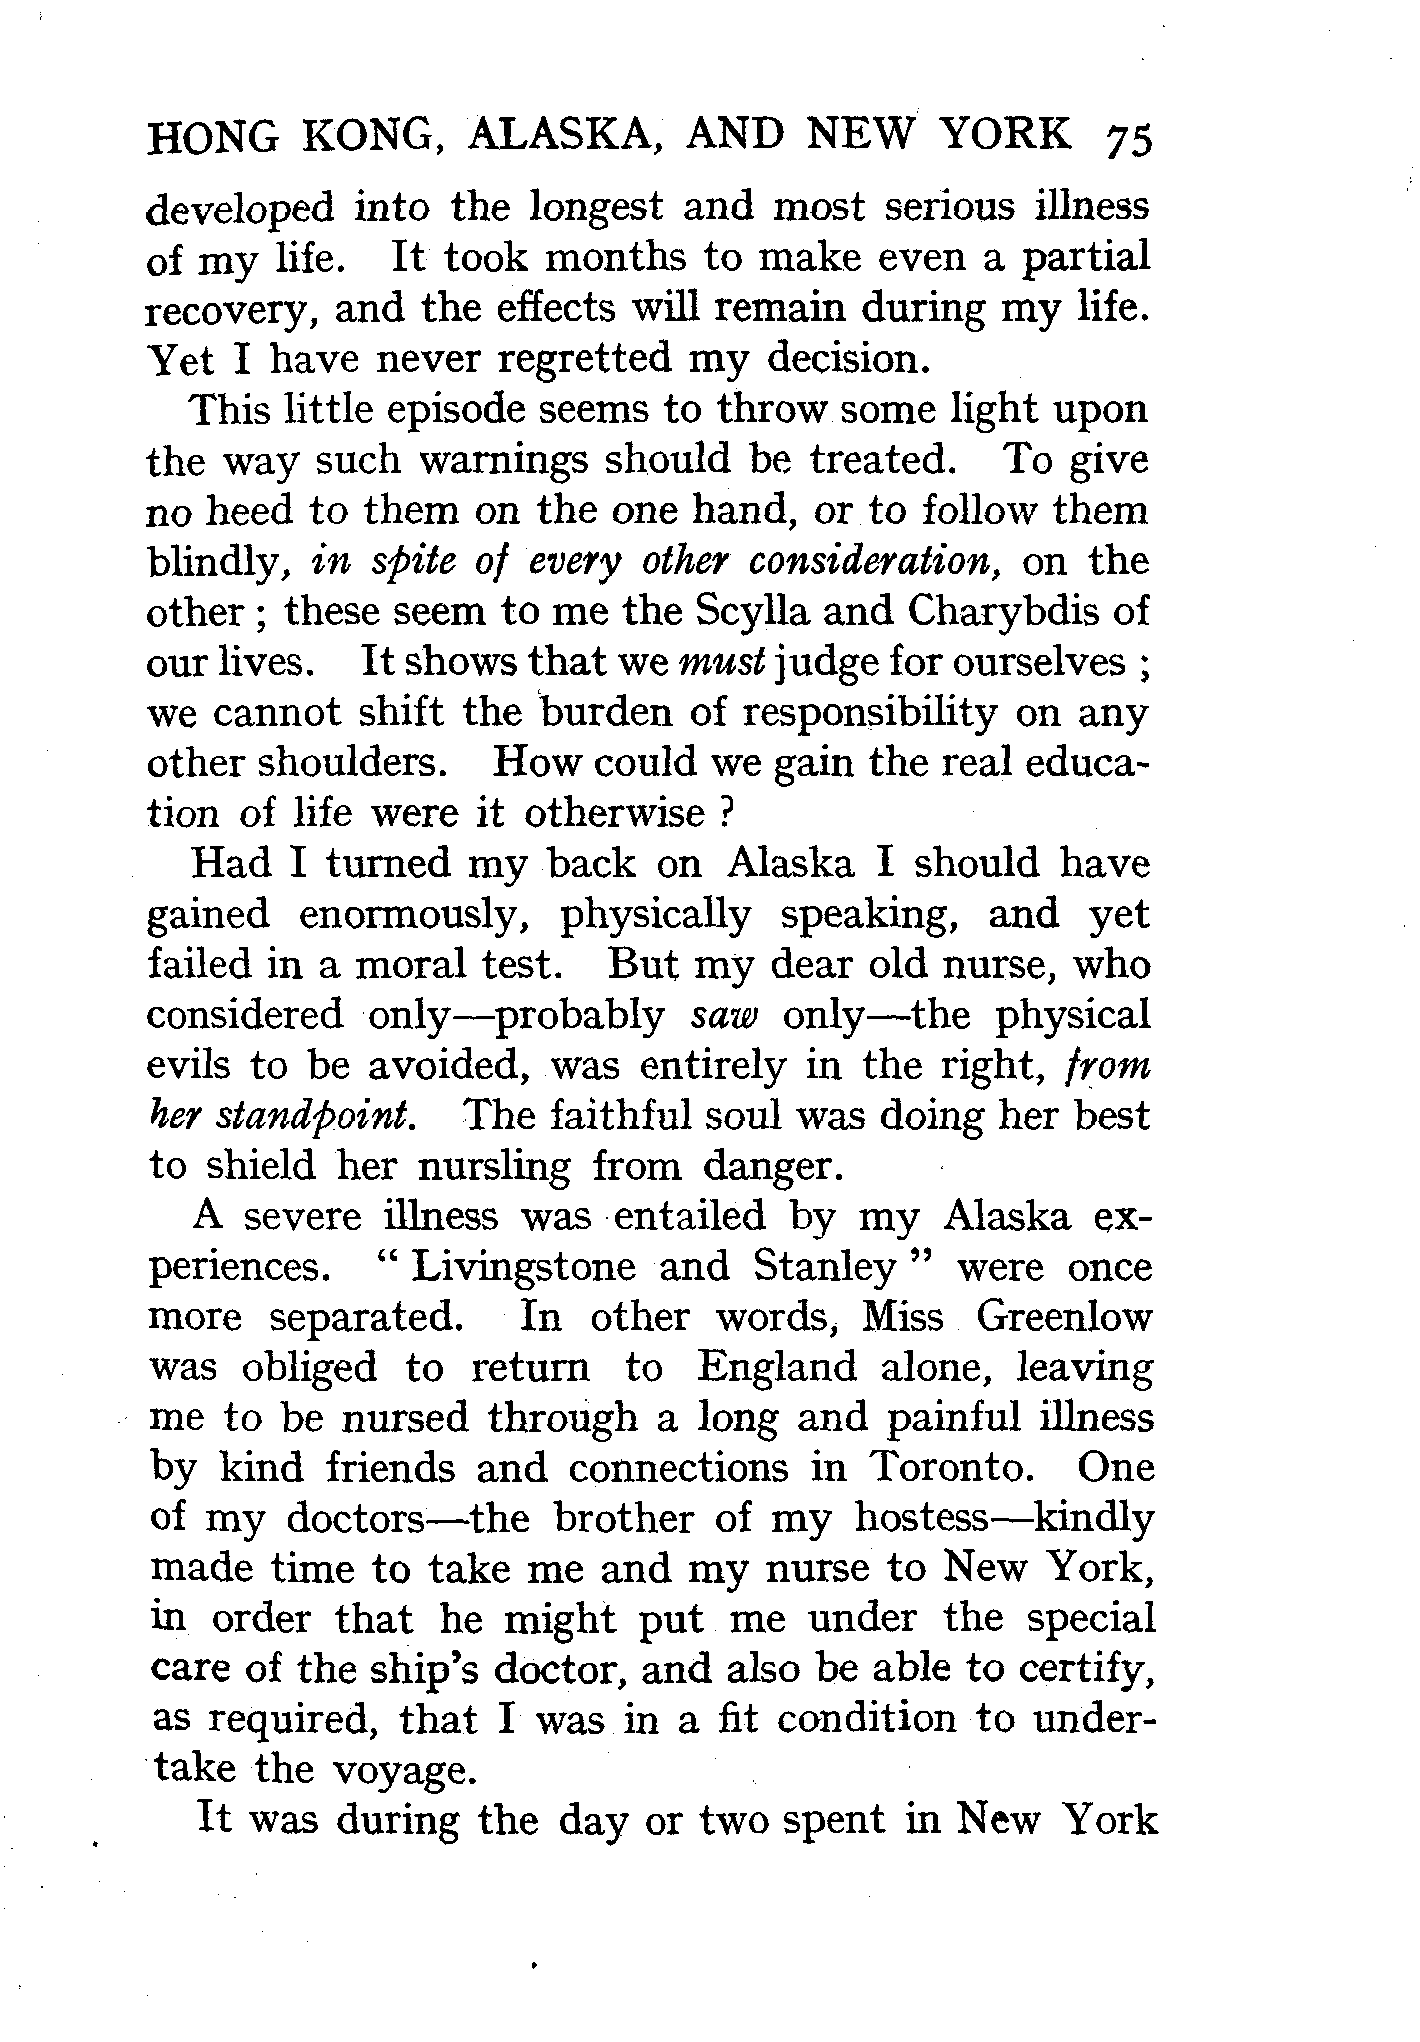 HONG KONG, ALASKA, AND NEW YORK 75
developed into the longest and most serious illness
of my life. It took months to make even a partial
recovery, and the effects will remain during my life.
Yet I have never regretted my decision.
This little episode seems to throw some light upon
the way such warnings should be treated. To give
no heed to them on the one hand, or to follow them
blindly, in spite of every other consideration, on the
other ; these seem to me the Scylla and Charybdis of
our lives. It shows that we must judge for ourselves ;
we cannot shift the burden of responsibility on any
other shoulders. How could we gain the real educa-
tion of life were it otherwise ?
Had I turned my back on Alaska I should have
gained enormously, physically speaking, and yet
failed in a moral test. But my dear old nurse, who
considered only—probably saw only—the physical
evils to be avoided, was entirely in the right, from
her standpoint. The faithful soul was doing her best
to shield her nursling from danger.
A severe illness was entailed by my Alaska ex-
periences. “ Livingstone and Stanley ” were once
more separated. In other words, Miss Greenlow
was obliged to return to England alone, leaving
me to be nursed through a long and painful illness
by kind friends and connections in Toronto. One
of my doctors—the brother of my hostess—kindly
made time to take me and my nurse to New York,
in order that he might put me under the special
care of the ship's doctor, and also be able to certify,
as required, that I was in a fit condition to under-
take the voyage.
It was during the day or two spent in New York